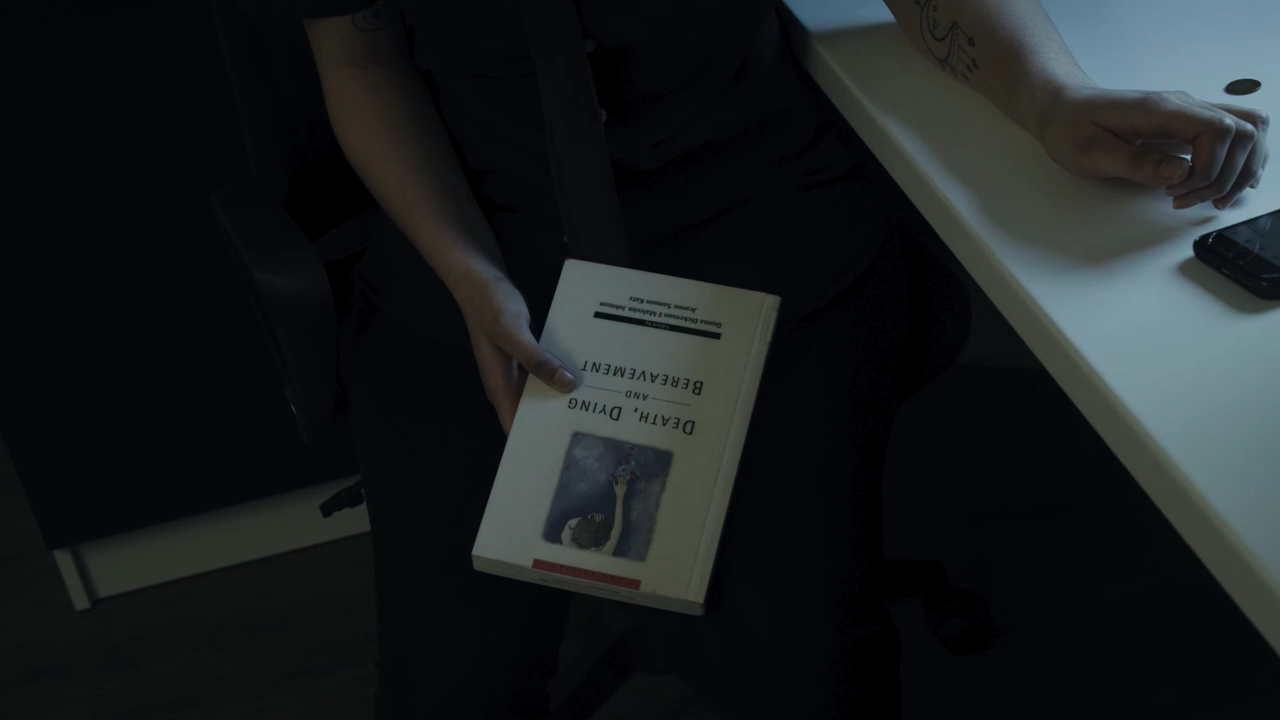 DEATH, DYING
AND
BEREAVEMENT
Donna Dickenson & Malcolm Johnson
Jeanne Samson Katz